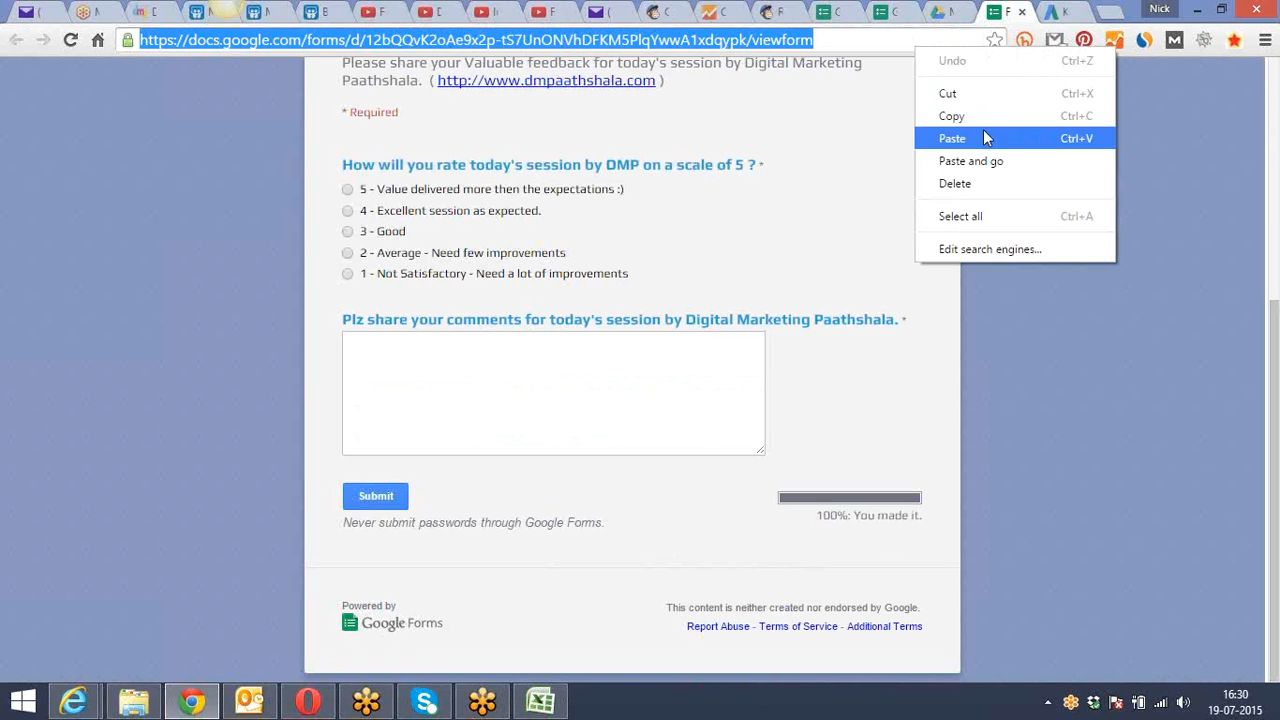 Nick
https://docs.google.com/forms/d/12bQQvK2oAe9x2p-tS7UnONVhDFKM5PlqYwwA1xdqypk/viewform
Please share your Valuable feedback for today's session by Digital Marketing
Paathshala. ( http://www.dmpaathshala.com )
* Required
How will you rate today's session by DMP on a scale of 5 ? *
5 - Value delivered more then the expectations :)
4 - Excellent session as expected.
3 - Good
2 - Average - Need few improvements
1 - Not Satisfactory - Need a lot of improvements
Plz share your comments for today's session by Digital Marketing Paathshala. *
Submit
Never submit passwords through Google Forms.
100%: You made it.
Powered by
Google Forms
This content is neither created nor endorsed by Google.
Report Abuse - Terms of Service - Additional Terms
Undo Ctrl+Z
Cut Ctrl+X
Copy Ctrl+C
Paste Ctrl+V
Paste and go
Delete
Select all Ctrl+A
Edit search engines...
16:30
19-07-2015